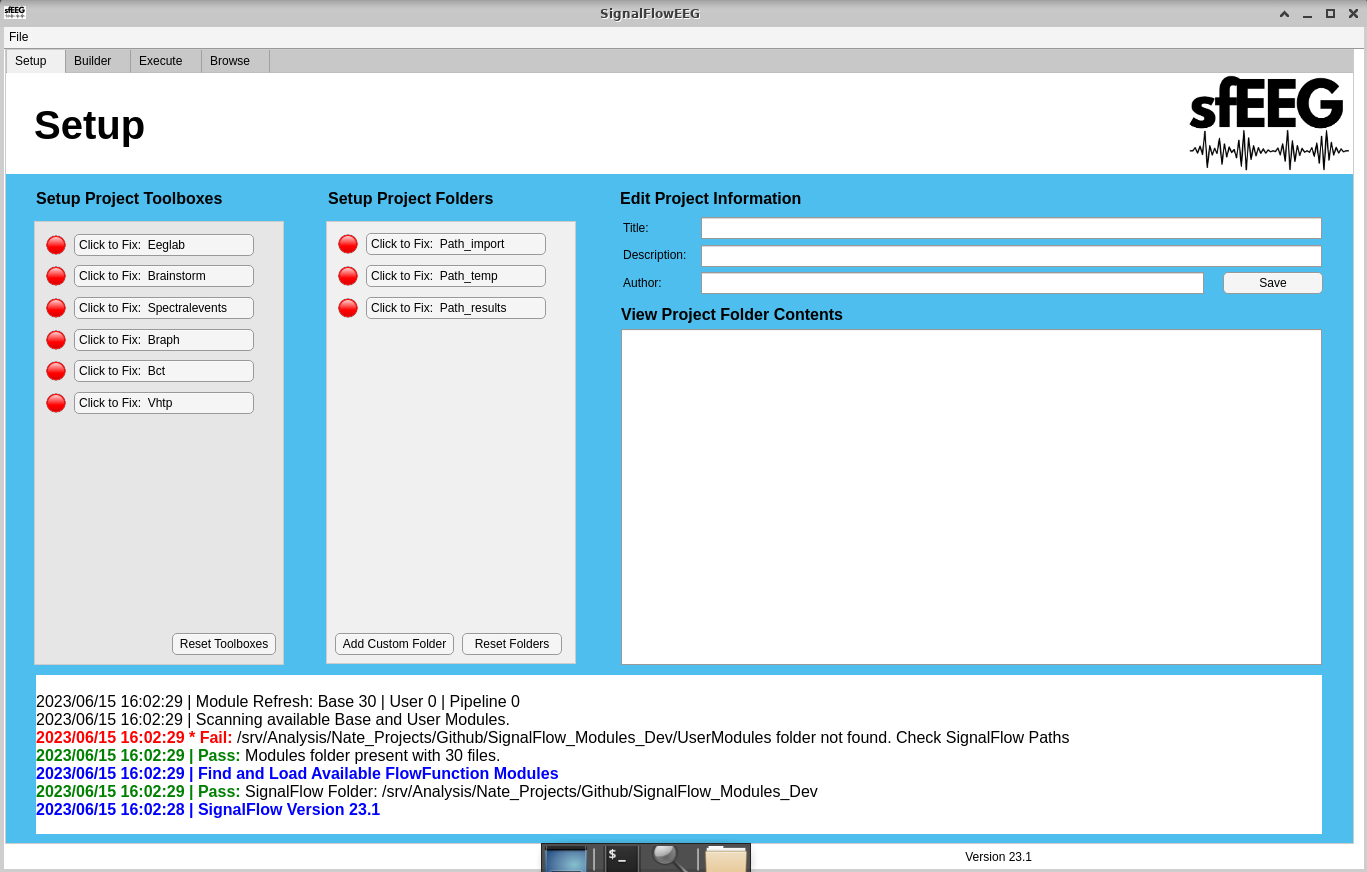 sfEEG
SignalFlowEEG
File
Setup
Builder
Execute
Browse
Setup
sfEEG
Setup Project Toolboxes
Click to Fix: Eeglab
Click to Fix: Brainstorm
Click to Fix: Spectralevents
Click to Fix: Braph
Click to Fix: Bct
Click to Fix: Vhtp
Reset Toolboxes
Setup Project Folders
Click to Fix: Path_import
Click to Fix: Path_temp
Click to Fix: Path_results
Add Custom Folder
Reset Folders
Edit Project Information
Title:
Description:
Author:
Save
View Project Folder Contents
2023/06/15 16:02:29 | Module Refresh: Base 30 | User 0 | Pipeline 0
2023/06/15 16:02:29 | Scanning available Base and User Modules.
2023/06/15 16:02:29 * Fail: /srv/Analysis/Nate_Projects/Github/SignalFlow_Modules_Dev/UserModules folder not found. Check SignalFlow Paths
2023/06/15 16:02:29 | Pass: Modules folder present with 30 files.
2023/06/15 16:02:29 | Find and Load Available FlowFunction Modules
2023/06/15 16:02:29 | Pass: SignalFlow Folder: /srv/Analysis/Nate_Projects/Github/SignalFlow_Modules_Dev
2023/06/15 16:02:28 | SignalFlow Version 23.1
$_
Version 23.1